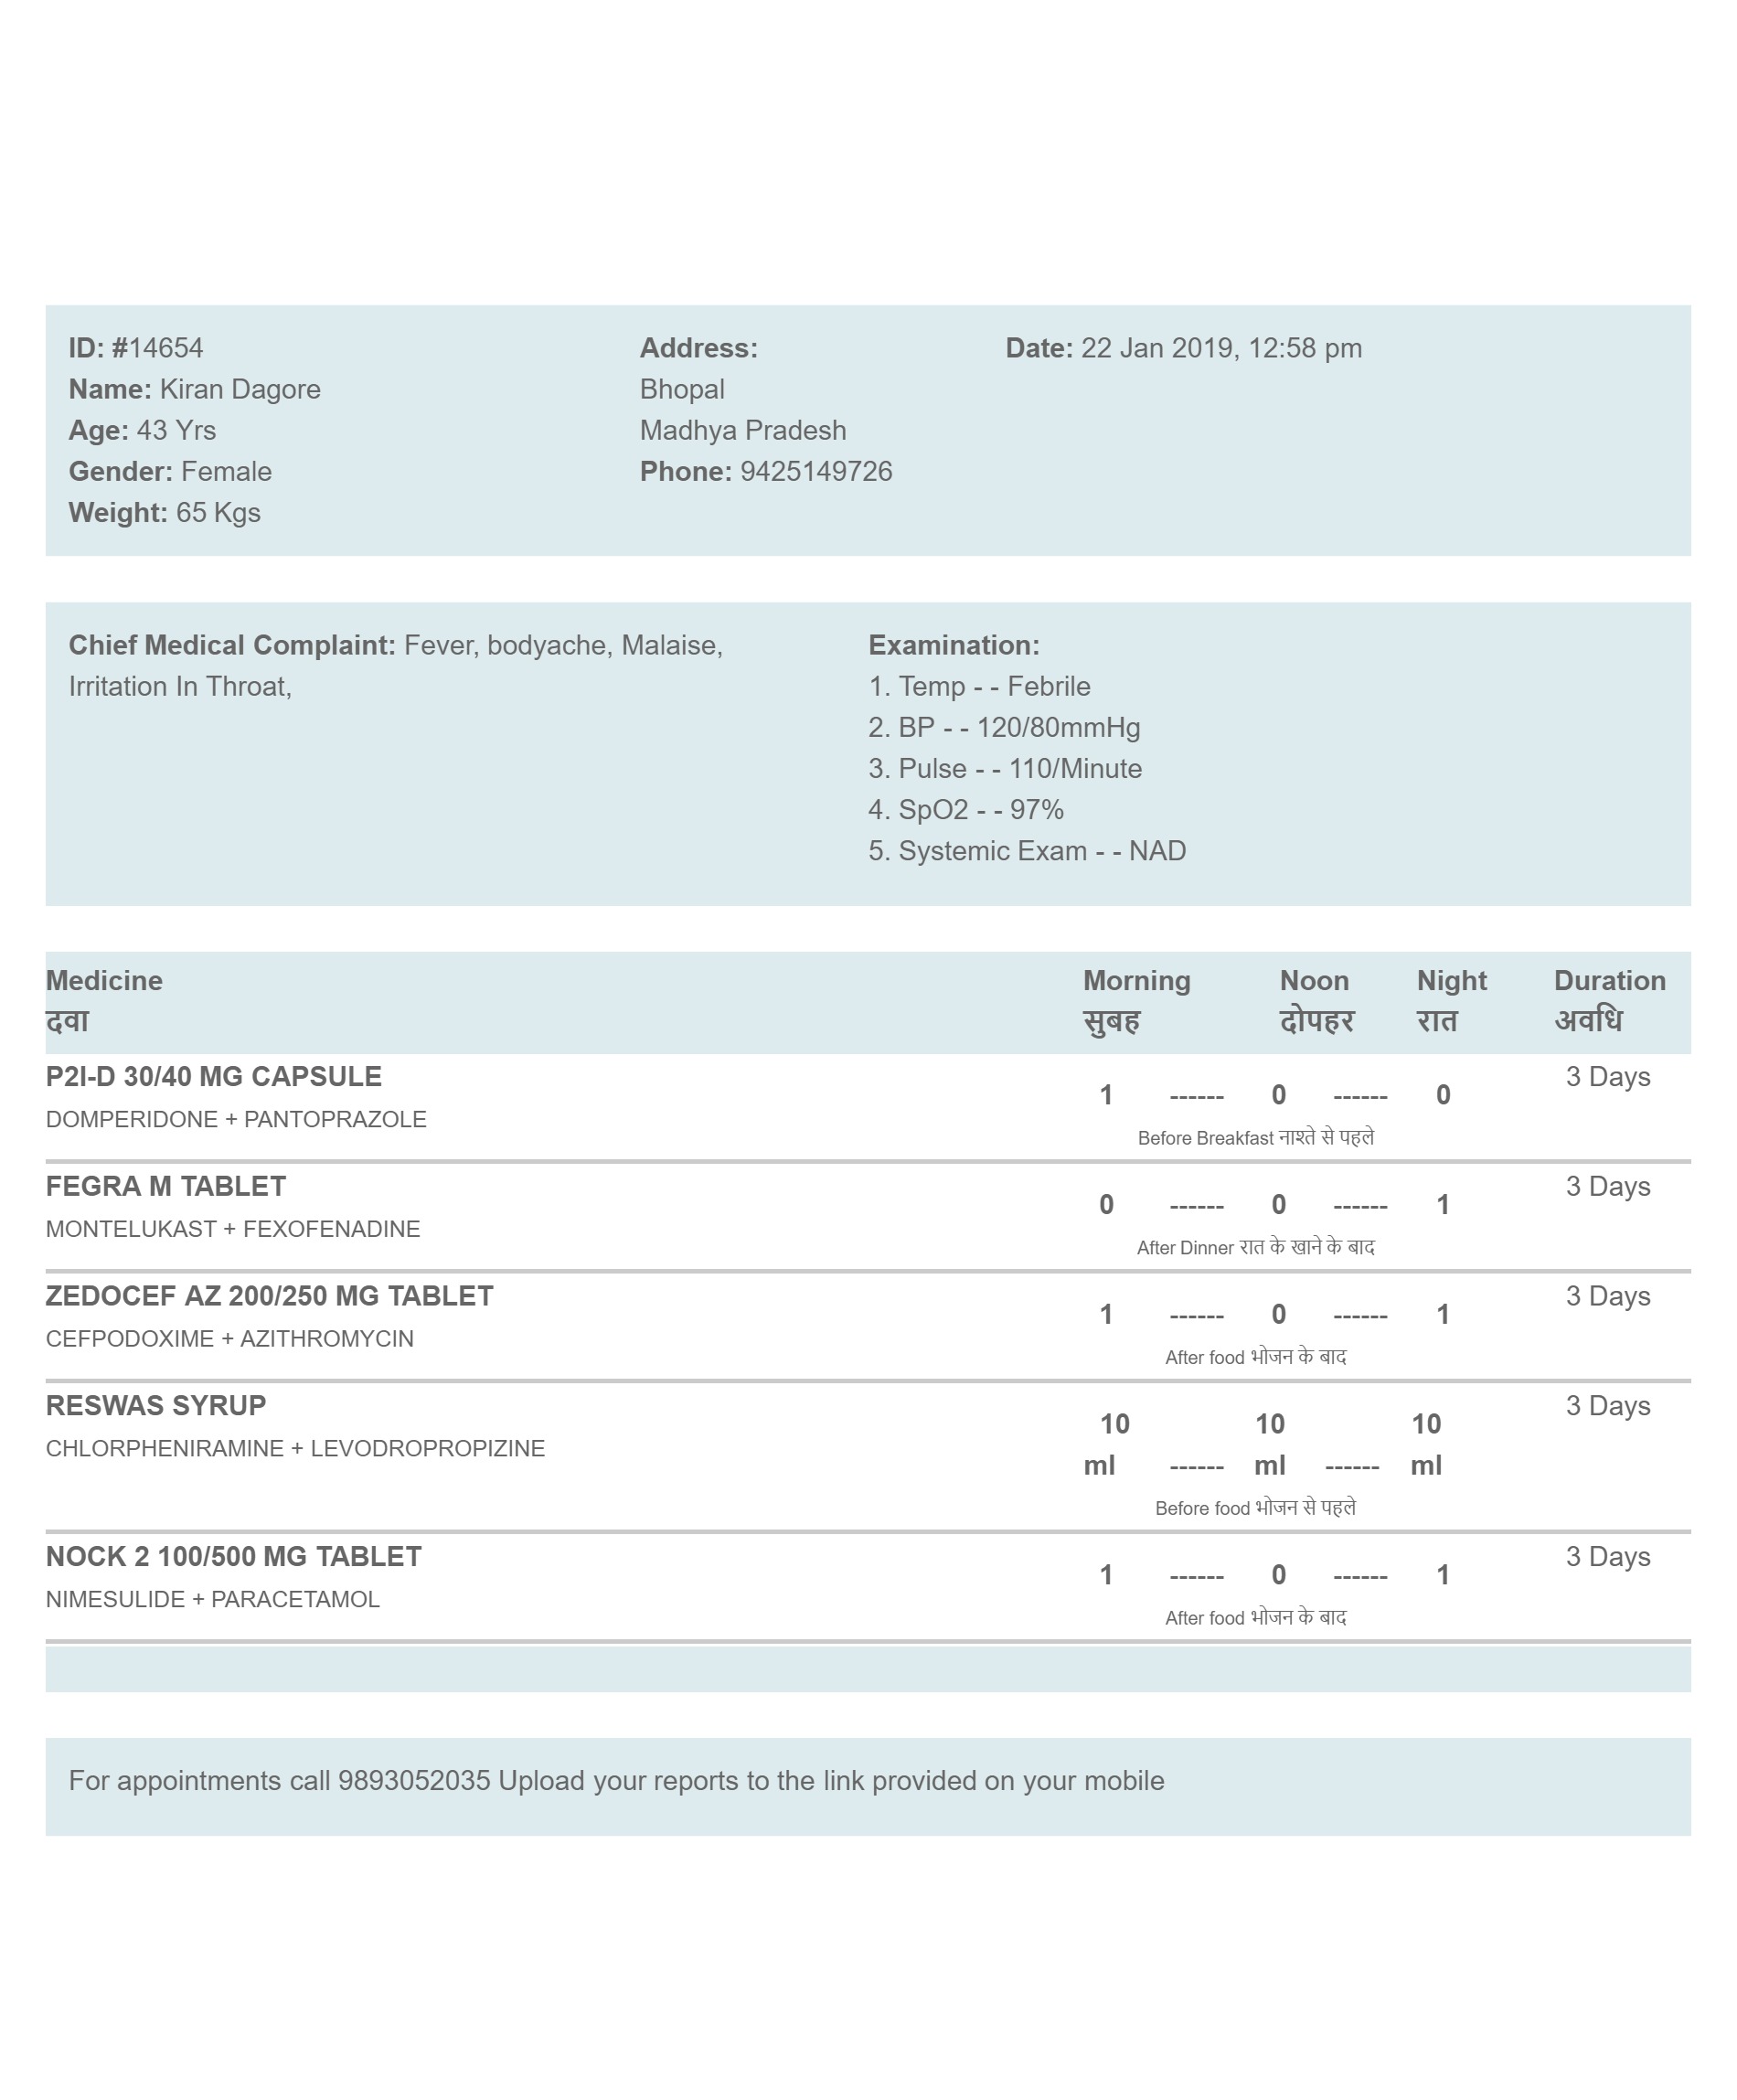 ID: #14654 Address: Date: 22 Jan 2019, 12:58 pm
Name: Kiran Dagore Bhopal
Age: 43 Yrs Madhya Pradesh
Gender: Female Phone: 9425149726
Weight: 65 Kgs
Chief Medical Complaint: Fever, bodyache, Malaise,
Irritation In Throat,
Examination:
1. Temp - - Febrile
2. BP - - 120/80mmHg
3. Pulse - - 110/Minute
4. SpO2 - - 97%
5. Systemic Exam - - NAD
Medicine Morning Noon Night Duration
दवा सुबह दोपहर रात अवधि
P2I-D 30/40 MG CAPSULE 3 Days
1 ------ 0 ------ 0
DOMPERIDONE + PANTOPRAZOLE
Before Breakfast नाश्ते से पहले
FEGRA M TABLET 3 Days
0 ------ 0 ------ 1
MONTELUKAST + FEXOFENADINE
After Dinner रात के खाने के बाद
ZEDOCEF AZ 200/250 MG TABLET 3 Days
1 ------ 0 ------ 1
CEFPODOXIME + AZITHROMYCIN
After food भोजन के बाद
RESWAS SYRUP 3 Days
10 10 10
CHLORPHENIRAMINE + LEVODROPROPIZINE
ml ------ ml ------ ml
Before food भोजन से पहले
NOCK 2 100/500 MG TABLET 3 Days
1 ------ 0 ------ 1
NIMESULIDE + PARACETAMOL
After food भोजन के बाद
For appointments call 9893052035 Upload your reports to the link provided on your mobile